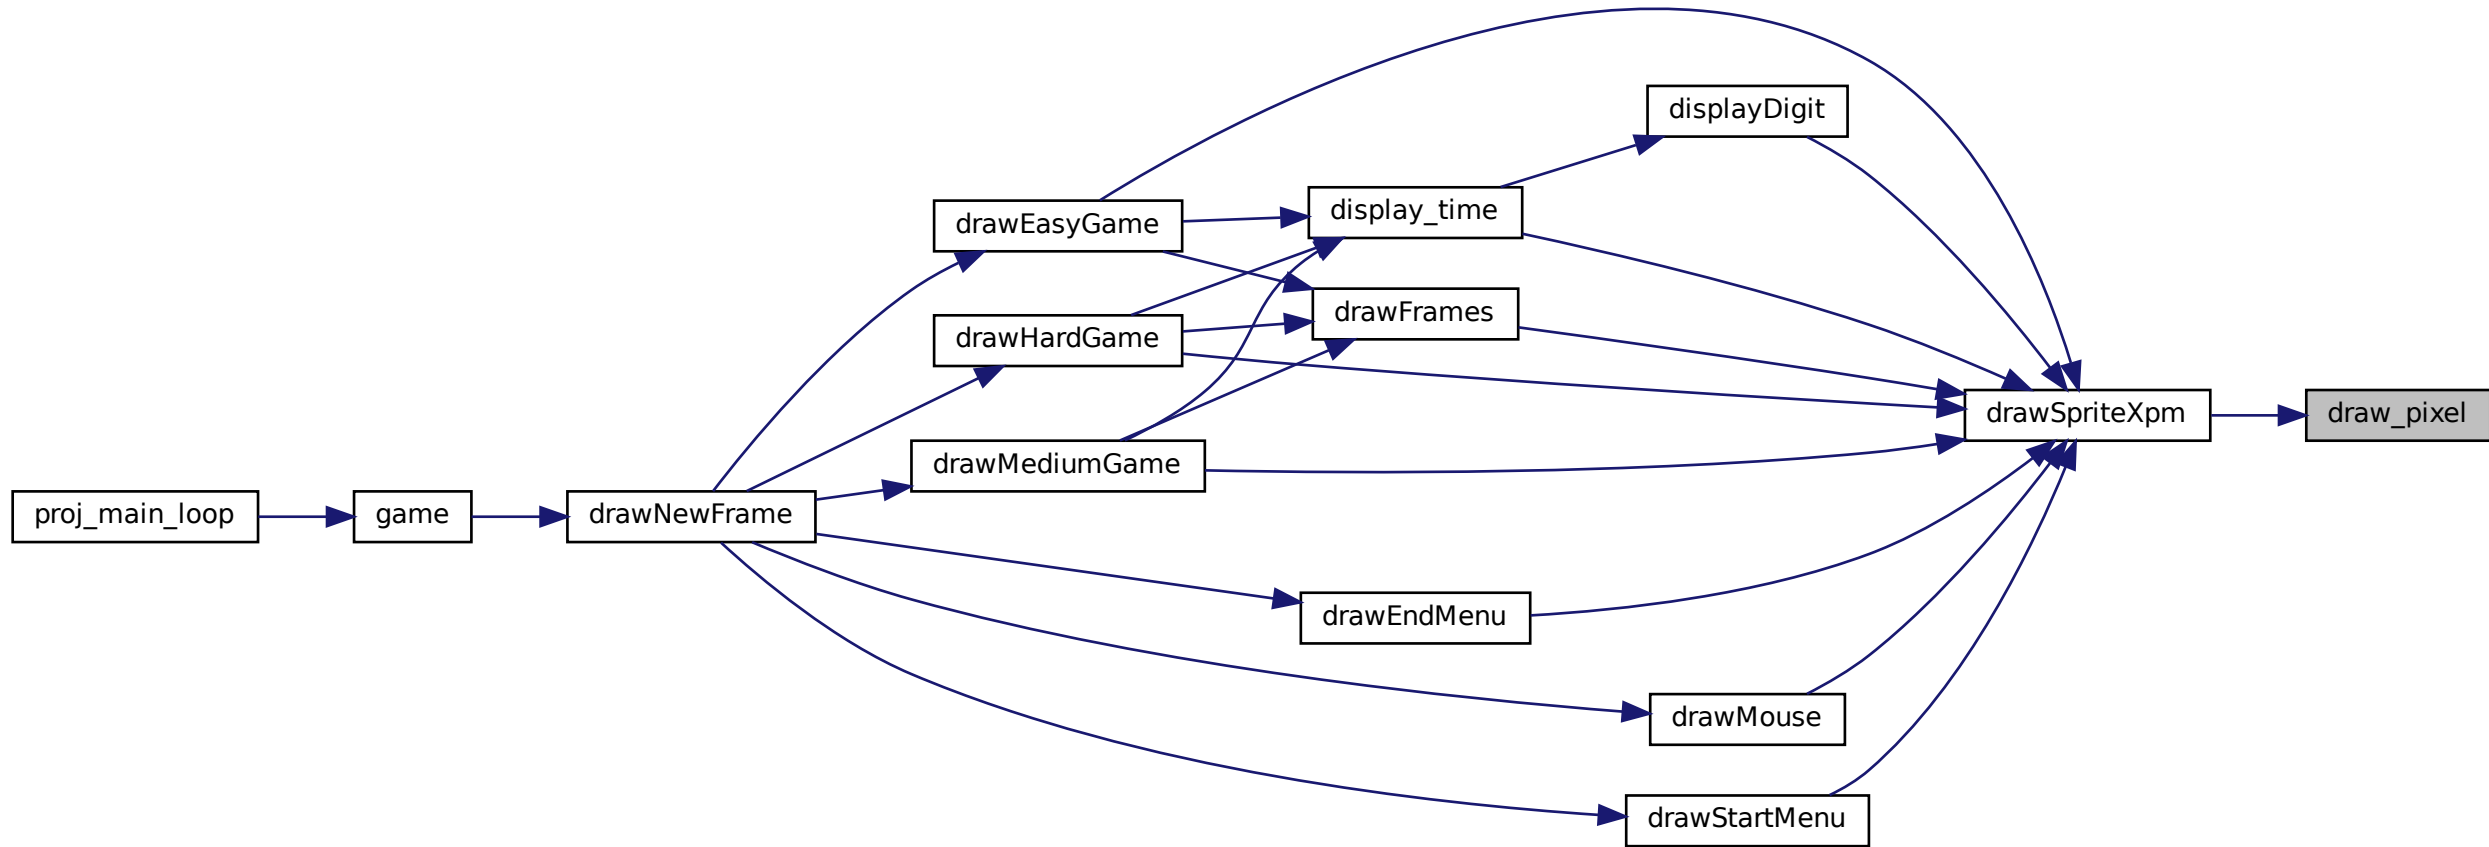 displayDigit
drawEasyGame
display_time
drawFrames
drawHardGame
drawSpriteXpm
draw_pixel
drawMediumGame
proj_main_loop
game
drawNewFrame
drawEndMenu
drawMouse
drawStartMenu